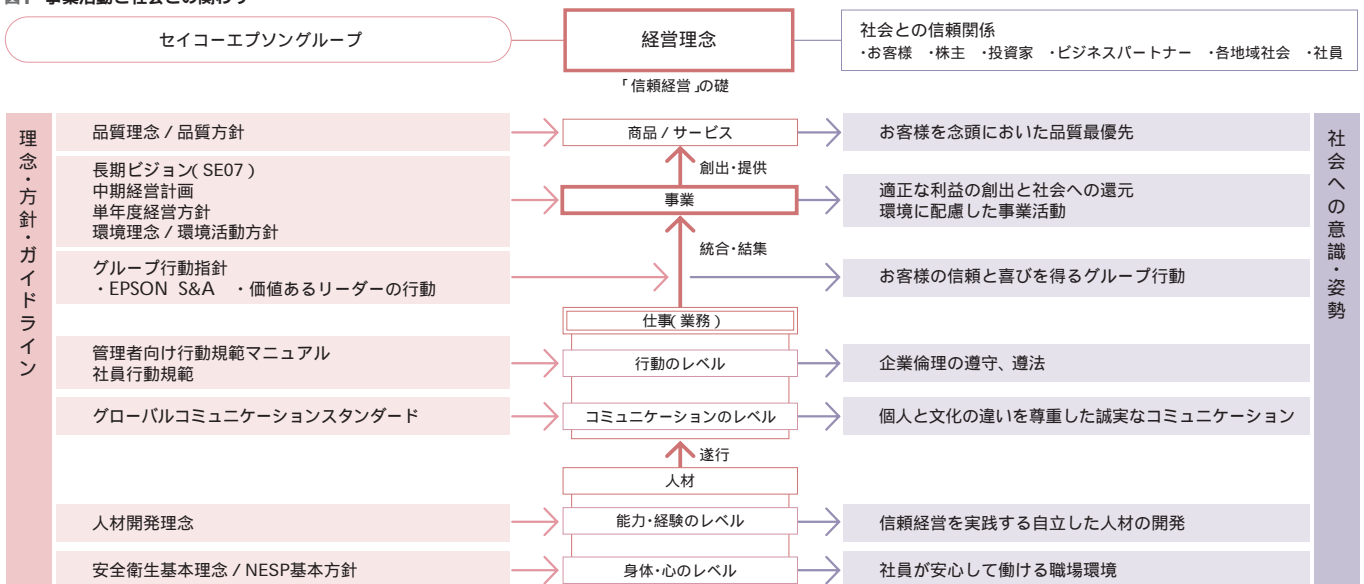 図1 事業活動と社会との関わり
セイコーエプソングループ
経営理念
「信頼経営」の礎
社会との信頼関係
・お客様 ・株主 ・投資家 ・ビジネスパートナー ・各地域社会 ・社員
理念・方針・ガイドライン
社会への意識・姿勢
品質理念 / 品質方針
商品 / サービス
お客様を念頭においた品質最優先
創出・提供
長期ビジョン( SE07 )
中期経営計画
単年度経営方針
環境理念 / 環境活動方針
事業
適正な利益の創出と社会への還元
環境に配慮した事業活動
統合・結集
グループ行動指針
・EPSON S&A ・価値あるリーダーの行動
お客様の信頼と喜びを得るグループ行動
仕事( 業務 )
管理者向け行動規範マニュアル
社員行動規範
行動のレベル
企業倫理の遵守、遵法
グローバルコミュニケーションスタンダード
コミュニケーションのレベル
個人と文化の違いを尊重した誠実なコミュニケーション
遂行
人材
人材開発理念
能力・経験のレベル
信頼経営を実践する自立した人材の開発
安全衛生基本理念 / NESP基本方針
身体・心のレベル
社員が安心して働ける職場環境